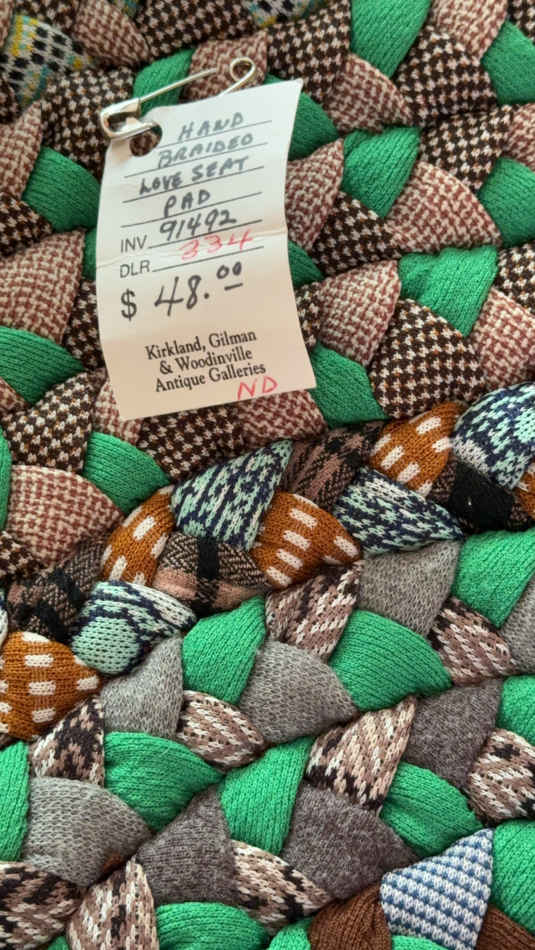 HAND
BRAIDED
LOVE SEAT
PAD
INV. 91492
DLR. 334
$ 48.00
Kirkland, Gilman
& Woodinville
Antique Galleries
ND